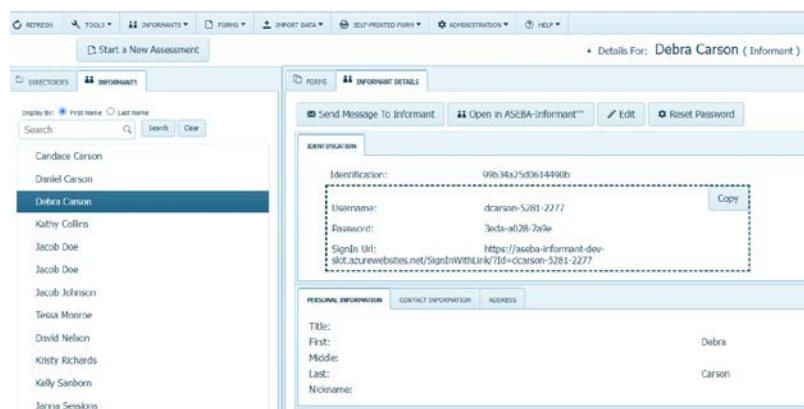 REFRESH TOOLS INFORMANTS FORMS IMPORT DATA SELF-PRINTED FORM ADMINISTRATION HELP
Start a New Assessment
Details For: Debra Carson ( Informant )
DIRECTORIES INFORMANTS
Display By: First Name Last Name
Search Search Clear
Candace Carson
Daniel Carson
Debra Carson
Kathy Collins
Jacob Doe
Jacob Doe
Jacob Johnson
Tessa Monroe
David Nelson
Kristy Richards
Kelly Sanborn
Janna Sessions
FORMS INFORMANT DETAILS
Send Message To Informant Open in ASEBA-Informant™ Edit Reset Password
IDENTIFICATION
Identification: 99b34a25d0614490b
Copy
Username: dcarson-5281-2277
Password: 3eda-a028-7a9e
SignIn Url: https://aseba-informant-dev-
slot.azurewebsites.net/SignInWithLink/?Id=dcarson-5281-2277
PERSONAL INFORMATION CONTACT INFORMATION ADDRESS
Title:
First: Debra
Middle:
Last: Carson
Nickname: